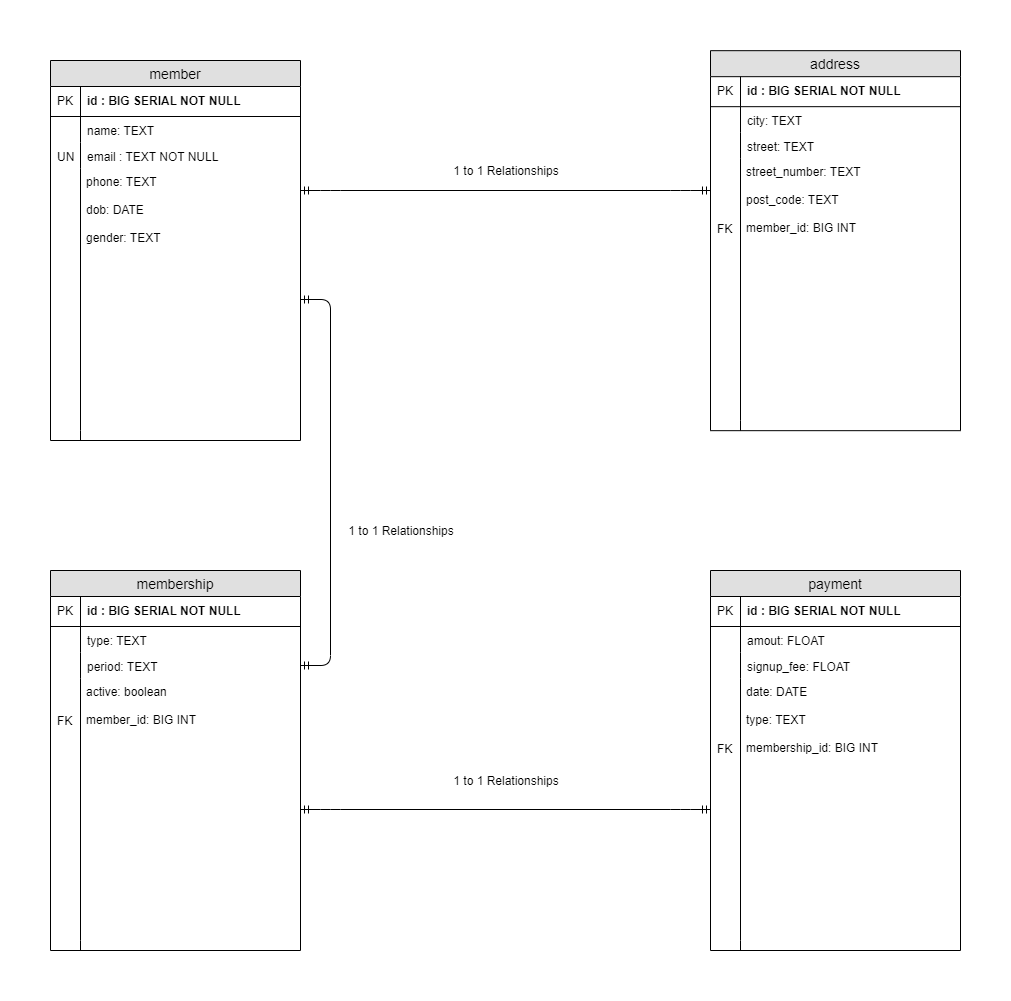 member
PK id : BIG SERIAL NOT NULL
name: TEXT
UN email : TEXT NOT NULL
phone: TEXT
dob: DATE
gender: TEXT
1 to 1 Relationships
address
PK id : BIG SERIAL NOT NULL
city: TEXT
street: TEXT
street_number: TEXT
post_code: TEXT
FK member_id: BIG INT
1 to 1 Relationships
membership
PK id : BIG SERIAL NOT NULL
type: TEXT
period: TEXT
active: boolean
FK member_id: BIG INT
1 to 1 Relationships
payment
PK id : BIG SERIAL NOT NULL
amout: FLOAT
signup_fee: FLOAT
date: DATE
type: TEXT
FK membership_id: BIG INT